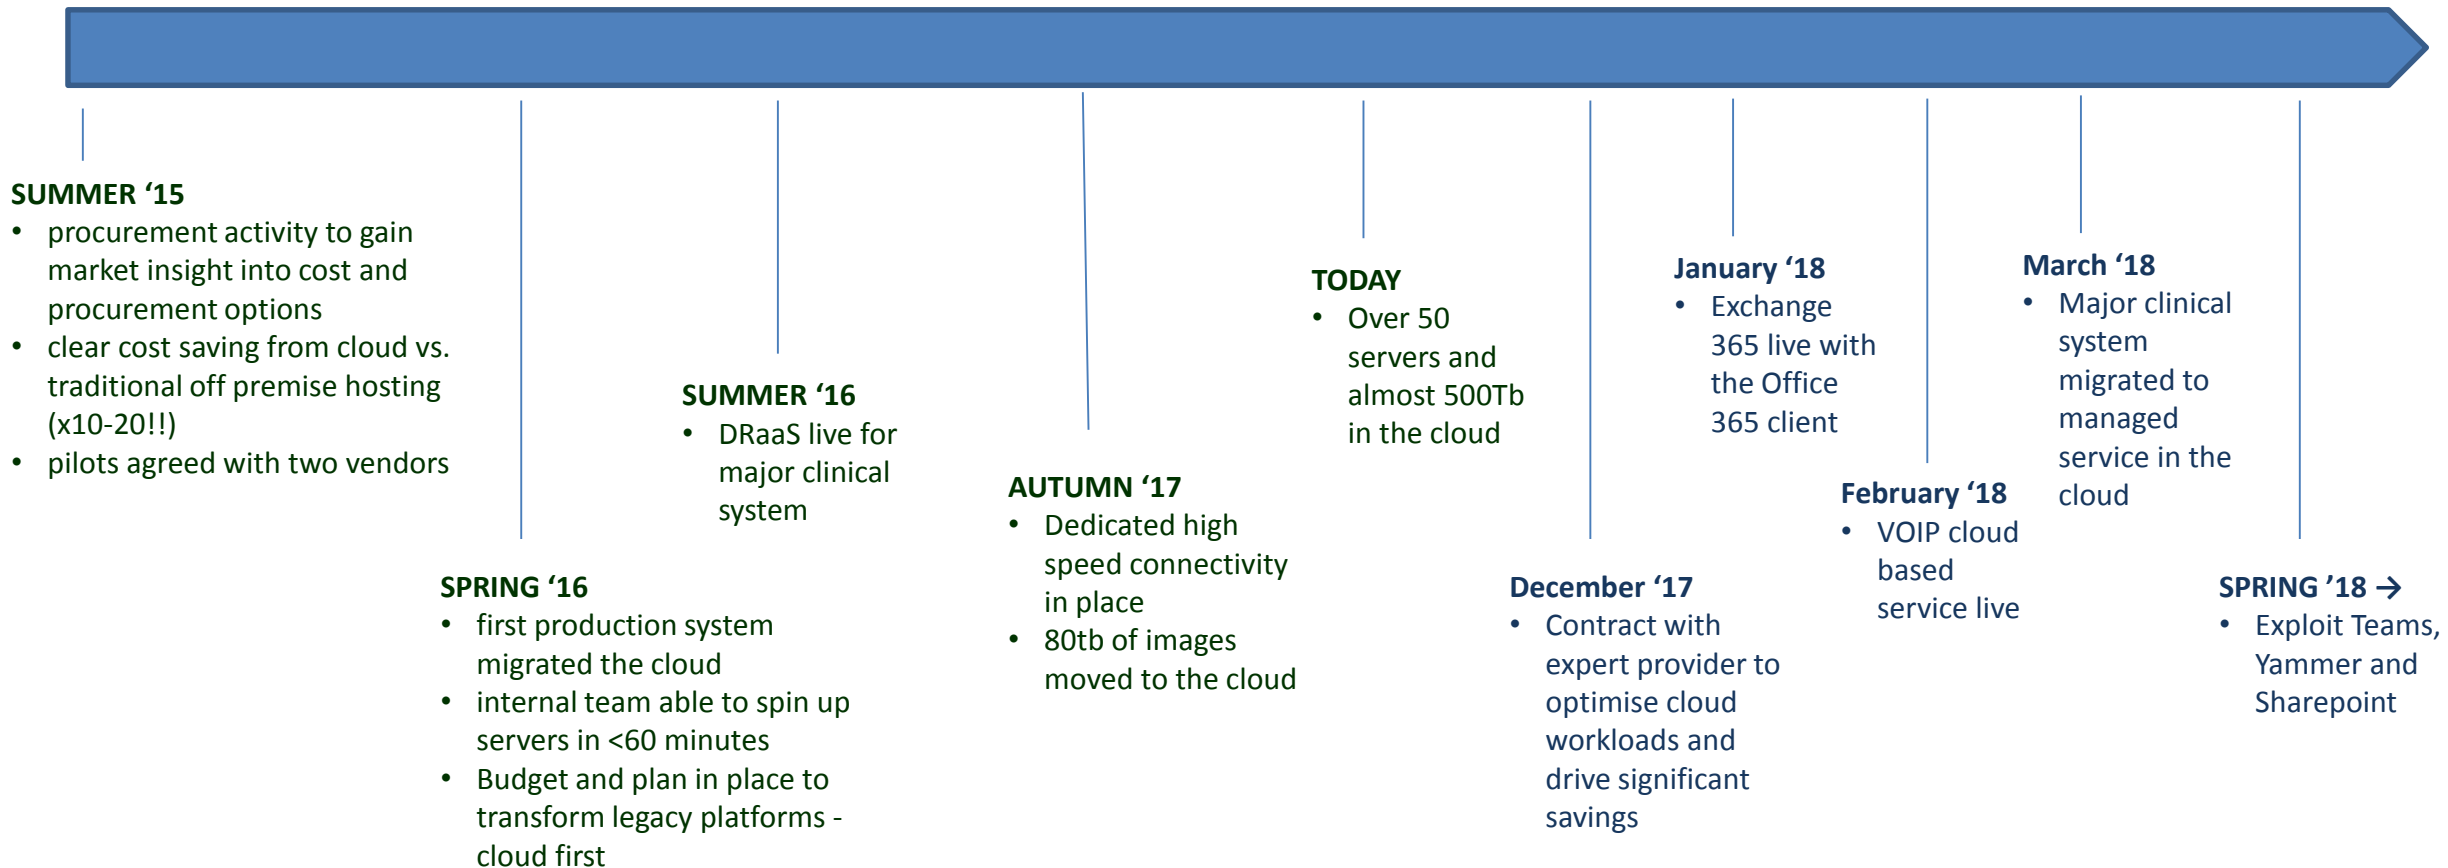 SUMMER ‘15
• procurement activity to gain
market insight into cost and
procurement options
• clear cost saving from cloud vs.
traditional off premise hosting
(x10-20!!)
• pilots agreed with two vendors
SPRING ‘16
• first production system
migrated the cloud
• internal team able to spin up
servers in <60 minutes
• Budget and plan in place to
transform legacy platforms -
cloud first
SUMMER ‘16
• DRaaS live for
major clinical
system
AUTUMN ‘17
• Dedicated high
speed connectivity
in place
• 80tb of images
moved to the cloud
TODAY
• Over 50
servers and
almost 500Tb
in the cloud
December ‘17
• Contract with
expert provider to
optimise cloud
workloads and
drive significant
savings
January ‘18
• Exchange
365 live with
the Office
365 client
February ‘18
• VOIP cloud
based
service live
March ‘18
• Major clinical
system
migrated to
managed
service in the
cloud
SPRING ’18 →
• Exploit Teams,
Yammer and
Sharepoint